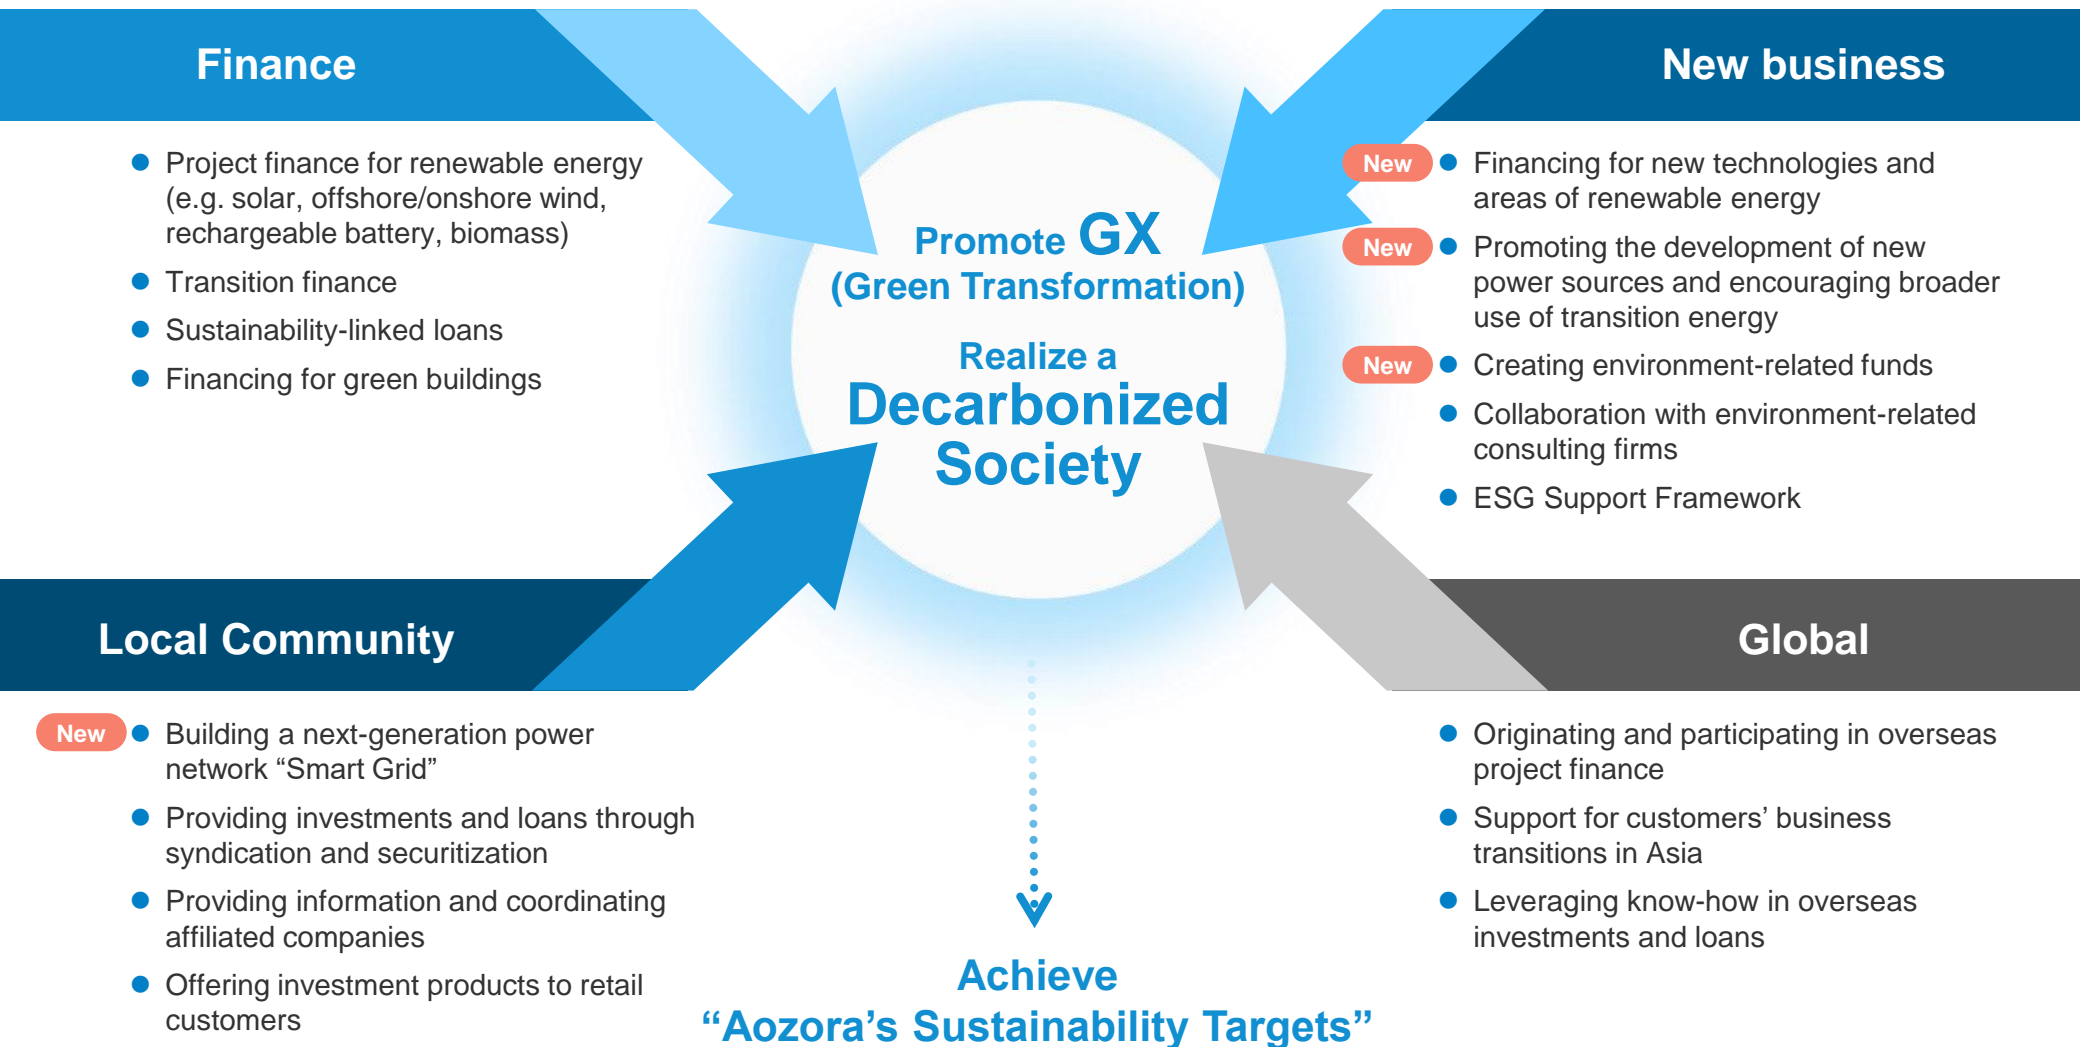 Finance
Project finance for renewable energy
(e.g. solar, offshore/onshore wind,
rechargeable battery, biomass)
Transition finance
Sustainability-linked loans
Financing for green buildings
New business
New
Financing for new technologies and
areas of renewable energy
New
Promoting the development of new
power sources and encouraging broader
use of transition energy
New
Creating environment-related funds
Collaboration with environment-related
consulting firms
ESG Support Framework
Promote GX
(Green Transformation)
Realize a
Decarbonized
Society
Local Community
New
Building a next-generation power
network “Smart Grid”
Providing investments and loans through
syndication and securitization
Providing information and coordinating
affiliated companies
Offering investment products to retail
customers
Global
Originating and participating in overseas
project finance
Support for customers’ business
transitions in Asia
Leveraging know-how in overseas
investments and loans
Achieve
“Aozora’s Sustainability Targets”